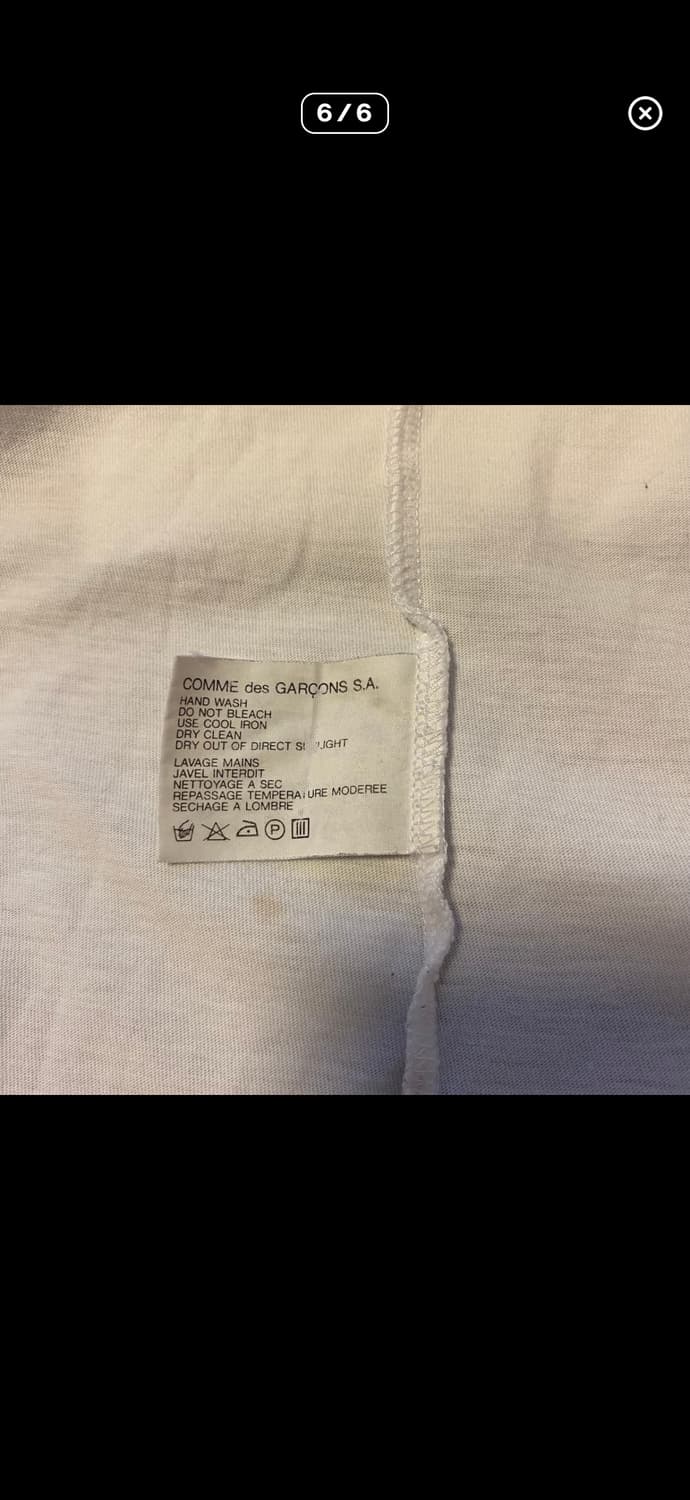 6/6
COMME des GARÇONS S.A.
HAND WASH
DO NOT BLEACH
USE COOL IRON
DRY CLEAN
DRY OUT OF DIRECT
LAVAGE MAINS
JAVEL INTERDIT
NETTOYAGE A SEC
REPASSAGE TEMPERATURE MODEREE
SECHAGE A LOMBRE
P